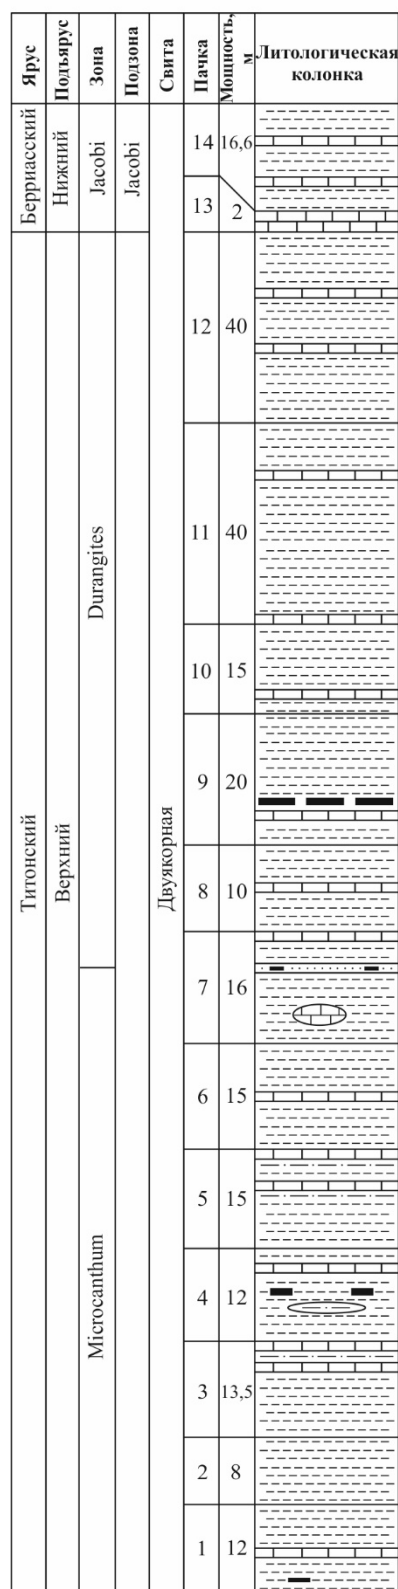 Ярус
Подъярус
Зона
Подзона
Свита
Пачка
Мощность,
м
Литологическая
колонка
Берриасский
Нижний
Jacobi
Jacobi
14
16,6
13
2
12
40
Durangites
11
40
10
15
9
20
Титонский
Верхний
Двуякорная
8
10
7
16
6
15
5
15
Microcanthum
4
12
3
13,5
2
8
1
12